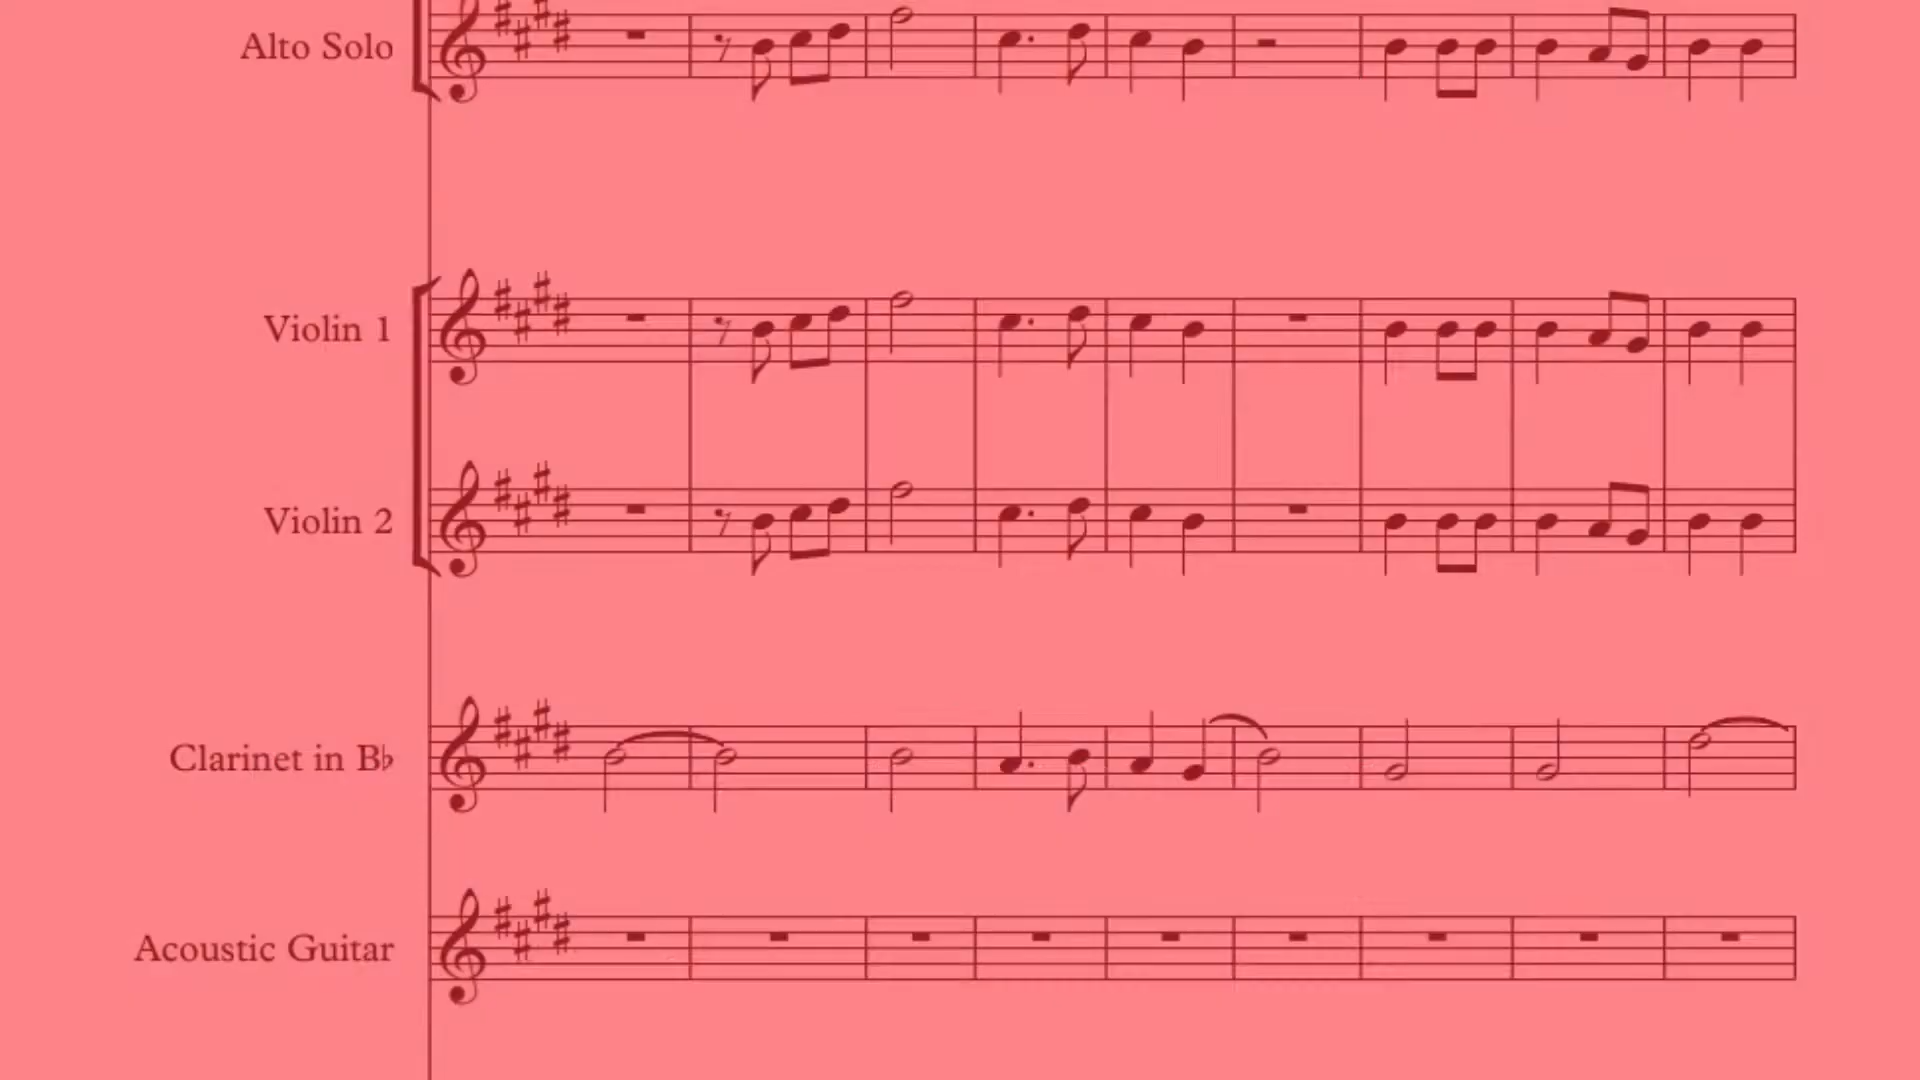 Alto Solo
Violin 1
Violin 2
Clarinet in B♭
Acoustic Guitar